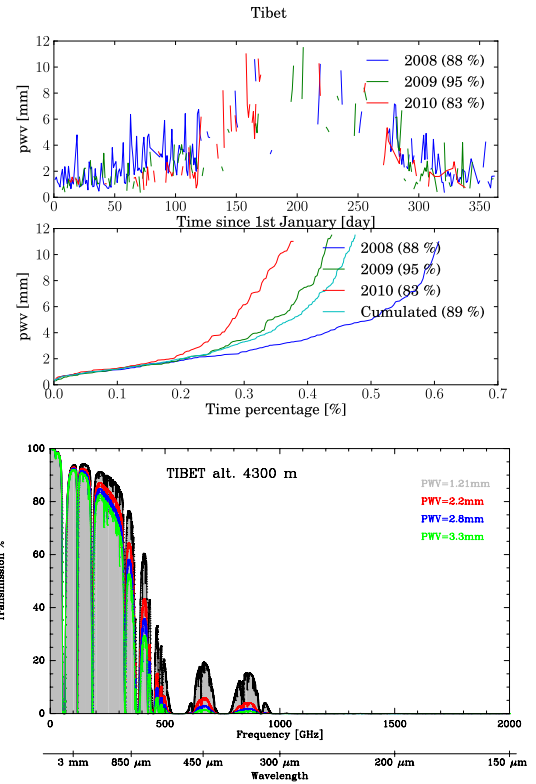 Tibet
12
10
8
6
4
2
0
pwv [mm]
2008 (88 %)
2009 (95 %)
2010 (83 %)
0 50 100 150 200 250 300 350
Time since 1st January [day]
12
10
8
6
4
2
0
pwv [mm]
2008 (88 %)
2009 (95 %)
2010 (83 %)
Cumulated (89 %)
0.0 0.1 0.2 0.3 0.4 0.5 0.6 0.7
Time percentage [%]
100
80
60
40
20
0
Transmission %
TIBET alt. 4300 m
PWV=1.21mm
PWV=2.2mm
PWV=2.8mm
PWV=3.3mm
0 500 1000 1500 2000
Frequency [GHz]
3 mm 850 μm 450 μm 300 μm 200 μm 150 μm
Wavelength